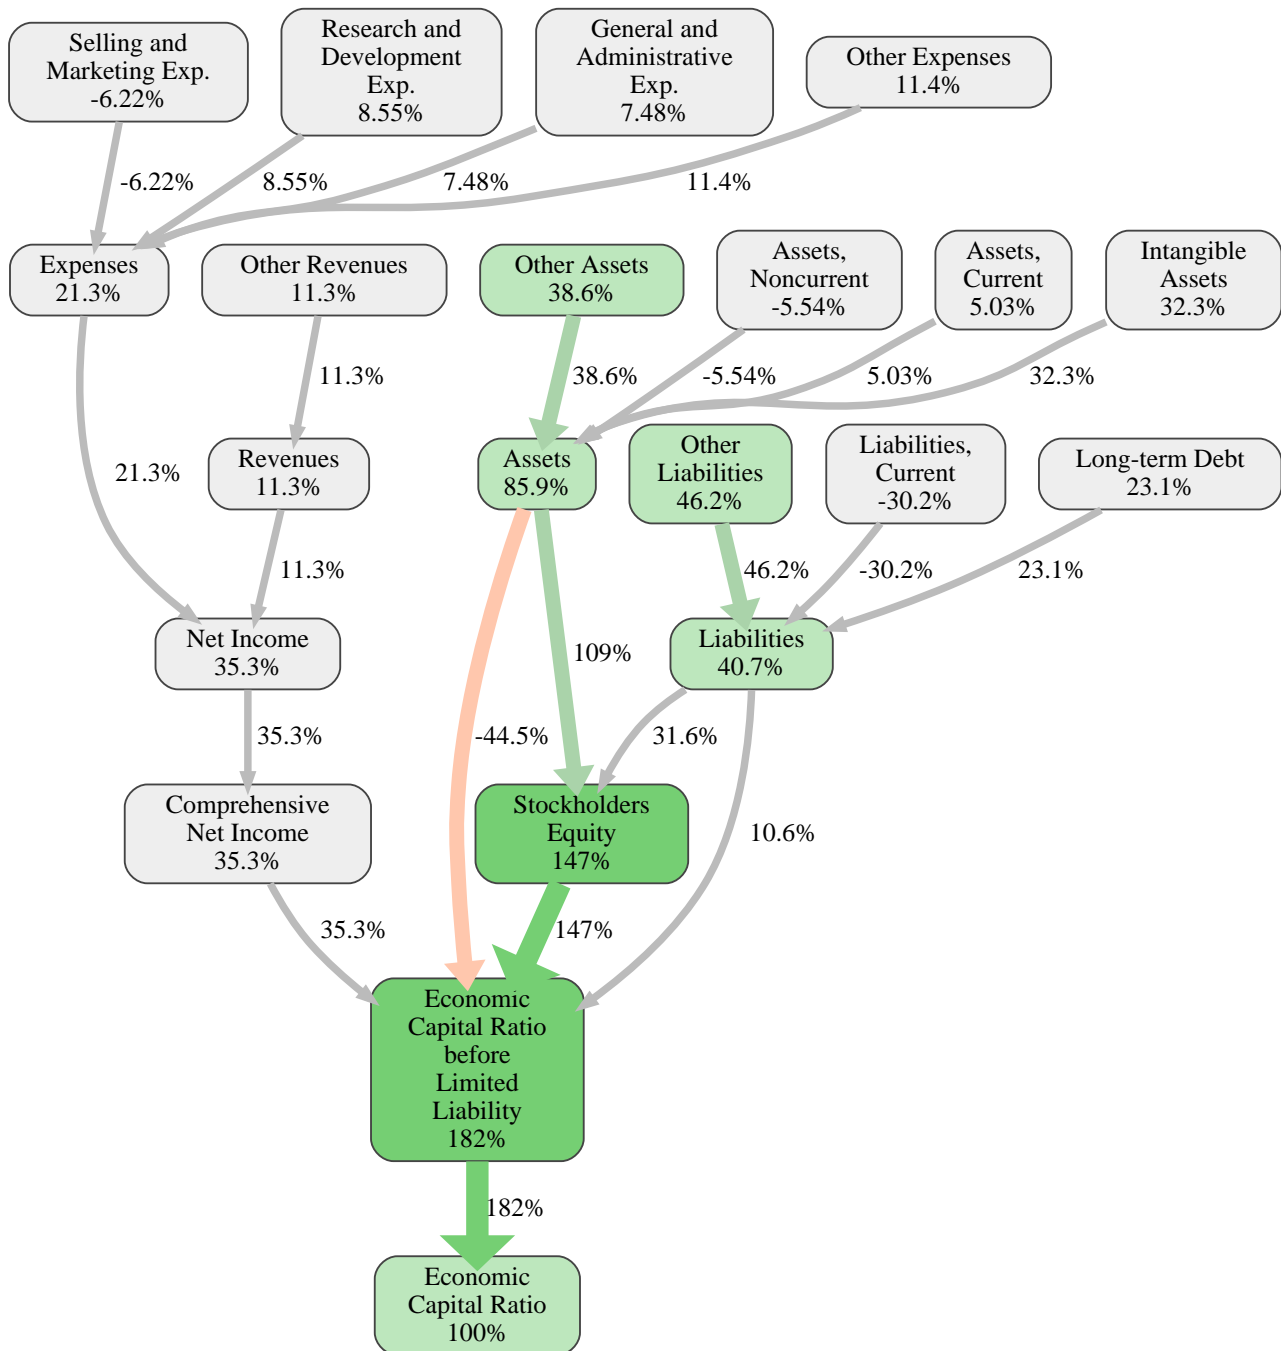 Selling and
Marketing Exp.
-6.22%
Research and
Development
Exp.
8.55%
General and
Administrative
Exp.
7.48%
Other Expenses
11.4%
-6.22%
8.55%
7.48%
11.4%
Expenses
21.3%
Other Revenues
11.3%
Other Assets
38.6%
Assets,
Noncurrent
-5.54%
Assets,
Current
5.03%
Intangible
Assets
32.3%
11.3%
38.6%
-5.54%
5.03%
32.3%
21.3%
Revenues
11.3%
Assets
85.9%
Other
Liabilities
46.2%
Liabilities,
Current
-30.2%
Long-term Debt
23.1%
11.3%
46.2%
-30.2%
23.1%
Net Income
35.3%
109%
Liabilities
40.7%
35.3%
-44.5%
31.6%
Comprehensive
Net Income
35.3%
Stockholders
Equity
147%
10.6%
35.3%
147%
Economic
Capital Ratio
before
Limited
Liability
182%
182%
Economic
Capital Ratio
100%